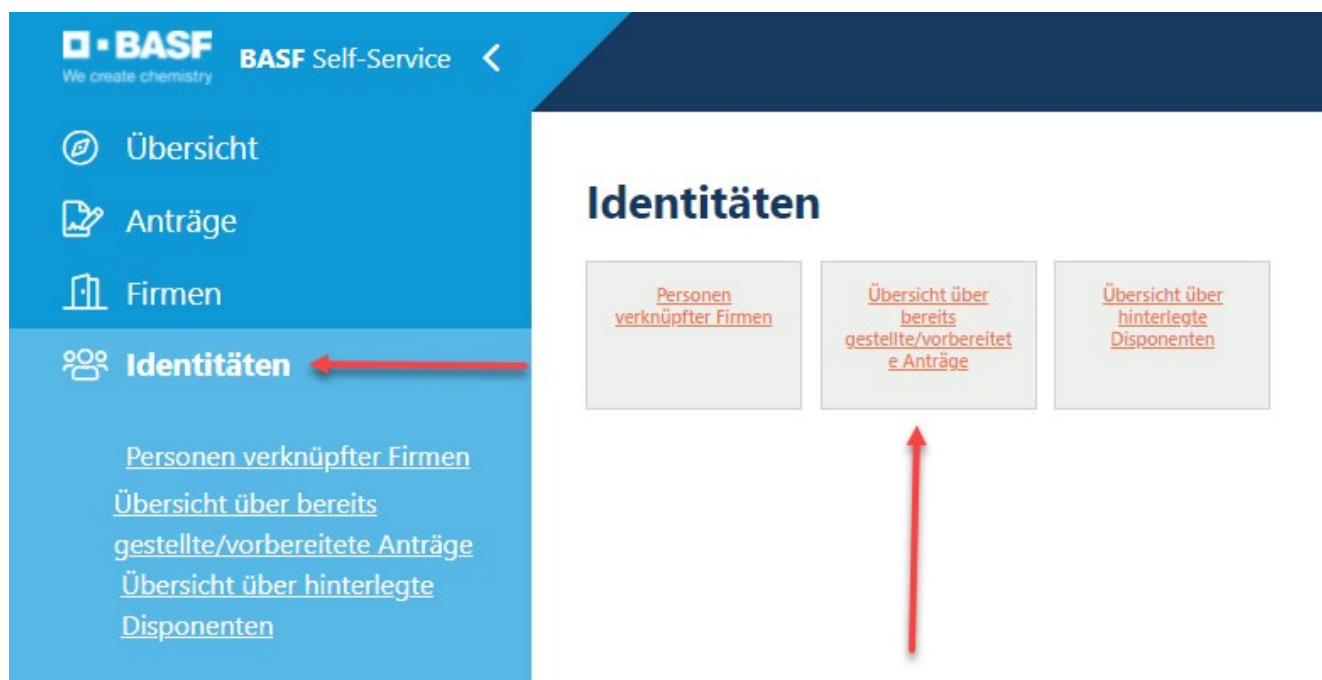 BASF
We create chemistry
BASF Self-Service
Übersicht
Anträge
Firmen
Identitäten
Personen verknüpfter Firmen
Übersicht über bereits
gestellte/vorbereitete Anträge
Übersicht über hinterlegte
Disponenten
Identitäten
Personen
verknüpfter Firmen
Übersicht über
bereits
gestellte/vorbereitet
e Anträge
Übersicht über
hinterlegte
Disponenten